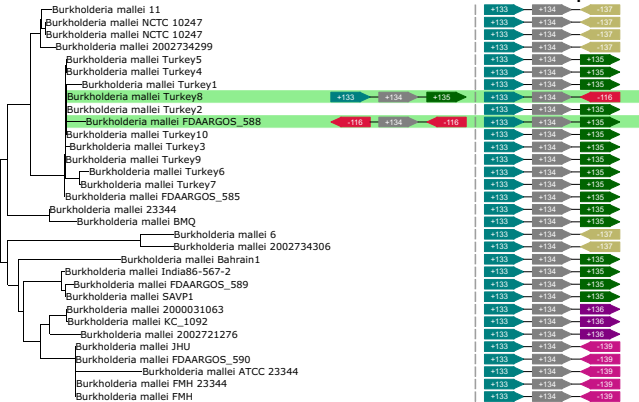 Burkholderia mallei 11 +133 +134 -137
Burkholderia mallei NCTC 10247 +133 +134 -137
Burkholderia mallei NCTC 10247 +133 +134 -137
Burkholderia mallei 2002734299 +133 +134 -137
Burkholderia mallei Turkey5 +133 +134 +135
Burkholderia mallei Turkey4 +133 +134 +135
Burkholderia mallei Turkey1 +133 +134 +135
Burkholderia mallei Turkey8 +133 +134 +135 +133 +134 -116
Burkholderia mallei Turkey2 +133 +134 +135
Burkholderia mallei FDAARGOS_588 -116 +134 -116 +133 +134 +135
Burkholderia mallei Turkey10 +133 +134 +135
Burkholderia mallei Turkey3 +133 +134 +135
Burkholderia mallei Turkey9 +133 +134 +135
Burkholderia mallei Turkey6 +133 +134 +135
Burkholderia mallei Turkey7 +133 +134 +135
Burkholderia mallei FDAARGOS_585 +133 +134 +135
Burkholderia mallei 23344 +133 +134 +135
Burkholderia mallei BMQ +133 +134 +135
Burkholderia mallei 6 +133 +134 -137
Burkholderia mallei 2002734306 +133 +134 -137
Burkholderia mallei Bahrain1 +133 +134 +135
Burkholderia mallei India86-567-2 +133 +134 +135
Burkholderia mallei FDAARGOS_589 +133 +134 +135
Burkholderia mallei SAVP1 +133 +134 +135
Burkholderia mallei 2000031063 +133 +134 +136
Burkholderia mallei KC_1092 +133 +134 +136
Burkholderia mallei 2002721276 +133 +134 +136
Burkholderia mallei JHU +133 +134 -139
Burkholderia mallei FDAARGOS_590 +133 +134 -139
Burkholderia mallei ATCC 23344 +133 +134 -139
Burkholderia mallei FMH 23344 +133 +134 -139
Burkholderia mallei FMH +133 +134 -139